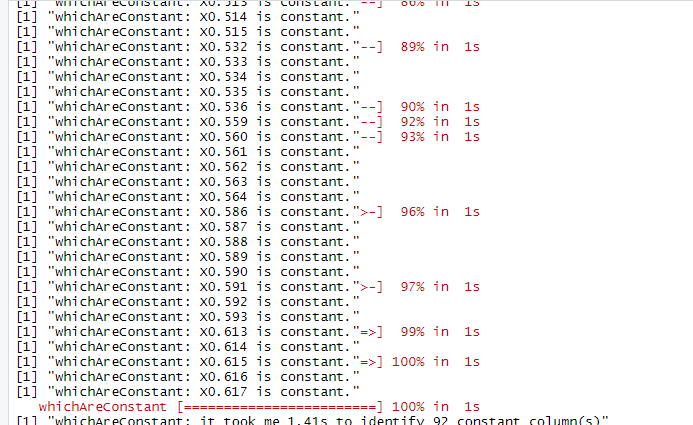 [1] "whichAreConstant: X0.513 is constant."--]  86% in  1s
[1] "whichAreConstant: X0.514 is constant."
[1] "whichAreConstant: X0.515 is constant."
[1] "whichAreConstant: X0.532 is constant."--]  89% in  1s
[1] "whichAreConstant: X0.533 is constant."
[1] "whichAreConstant: X0.534 is constant."
[1] "whichAreConstant: X0.535 is constant."
[1] "whichAreConstant: X0.536 is constant."--]  90% in  1s
[1] "whichAreConstant: X0.559 is constant."--]  92% in  1s
[1] "whichAreConstant: X0.560 is constant."--]  93% in  1s
[1] "whichAreConstant: X0.561 is constant."
[1] "whichAreConstant: X0.562 is constant."
[1] "whichAreConstant: X0.563 is constant."
[1] "whichAreConstant: X0.564 is constant."
[1] "whichAreConstant: X0.586 is constant.">-]  96% in  1s
[1] "whichAreConstant: X0.587 is constant."
[1] "whichAreConstant: X0.588 is constant."
[1] "whichAreConstant: X0.589 is constant."
[1] "whichAreConstant: X0.590 is constant."
[1] "whichAreConstant: X0.591 is constant.">-]  97% in  1s
[1] "whichAreConstant: X0.592 is constant."
[1] "whichAreConstant: X0.593 is constant."
[1] "whichAreConstant: X0.613 is constant."=>]  99% in  1s
[1] "whichAreConstant: X0.614 is constant."
[1] "whichAreConstant: X0.615 is constant."=>] 100% in  1s
[1] "whichAreConstant: X0.616 is constant."
[1] "whichAreConstant: X0.617 is constant."
whichAreConstant [========================] 100% in  1s
[1] "whichAreConstant: it took me 1.41s to identify 92 constant column(s)"